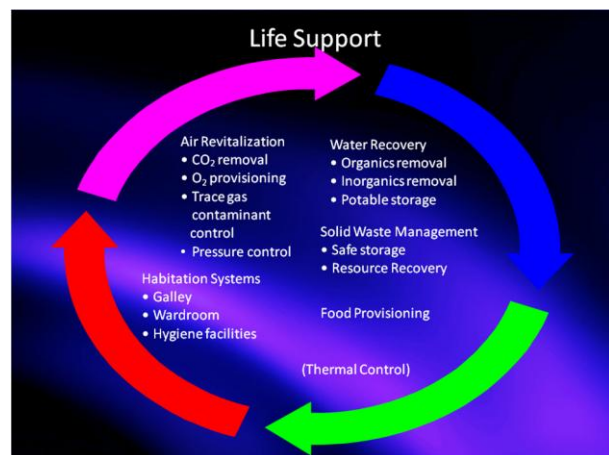 Life Support
Air Revitalization
• CO₂ removal
• O₂ provisioning
• Trace gas
contaminant
control
• Pressure control
Habitation Systems
• Galley
• Wardroom
• Hygiene facilities
Water Recovery
• Organics removal
• Inorganics removal
• Potable storage
Solid Waste Management
• Safe storage
• Resource Recovery
Food Provisioning
(Thermal Control)